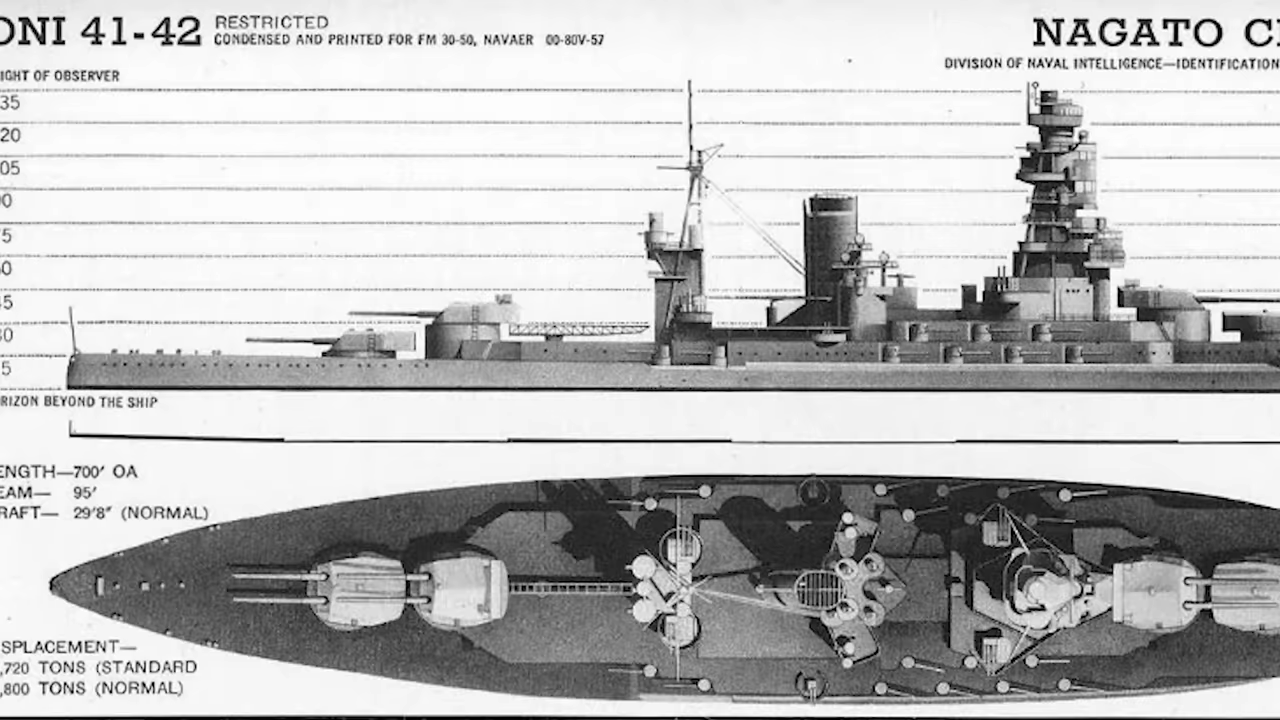 ONI 41-42
RESTRICTED
CONDENSED AND PRINTED FOR FM 30-50, NAVAER 00-80V-57
NAGATO
DIVISION OF NAVAL INTELLIGENCE—IDENTIFICATION
IGHT OF OBSERVER
35
20
05
0
5
0
45
30
5
RIZON BEYOND THE SHIP
ENGTH—700' OA
EAM— 95'
RAFT— 29'8" (NORMAL)
SPLACEMENT—
,720 TONS (STANDARD
,800 TONS (NORMAL)